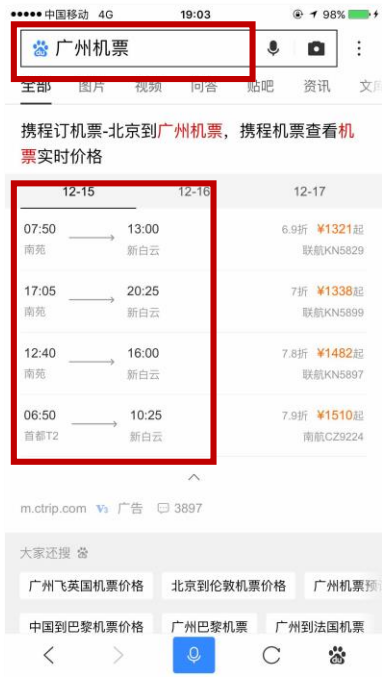 中国移动 4G 19:03 98%
广州机票
全部 图片 视频 问答 贴吧 资讯 文库
携程订机票-北京到广州机票，携程机票查看机
票实时价格
12-15 12-16 12-17
07:50 13:00 6.9折 ¥1321起
南苑 新白云 联航KN5829
17:05 20:25 7折 ¥1338起
南苑 新白云 联航KN5899
12:40 16:00 7.8折 ¥1482起
南苑 新白云 联航KN5897
06:50 10:25 7.9折 ¥1510起
首都T2 新白云 南航CZ9224
m.ctrip.com V3 广告 3897
大家还搜
广州飞英国机票价格 北京到伦敦机票价格 广州机票预
中国到巴黎机票价格 广州巴黎机票 广州到法国机票